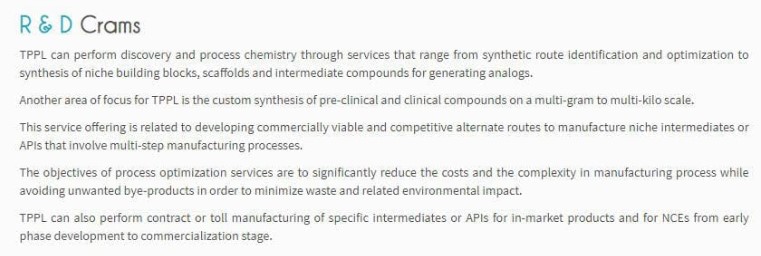 R & D Crams
TPPL can perform discovery and process chemistry through services that range from synthetic route identification and optimization to
synthesis of niche building blocks, scaffolds and intermediate compounds for generating analogs.
Another area of focus for TPPL is the custom synthesis of pre-clinical and clinical compounds on a multi-gram to multi-kilo scale.
This service offering is related to developing commercially viable and competitive alternate routes to manufacture niche intermediates or
APIs that involve multi-step manufacturing processes.
The objectives of process optimization services are to significantly reduce the costs and the complexity in manufacturing process while
avoiding unwanted bye-products in order to minimize waste and related environmental impact.
TPPL can also perform contract or toll manufacturing of specific intermediates or APIs for in-market products and for NCEs from early
phase development to commercialization stage.